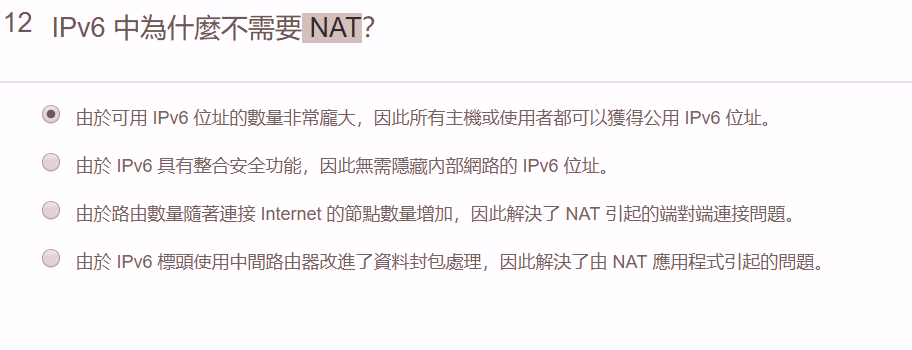 12 IPv6 中為什麼不需要 NAT?
由於可用 IPv6 位址的數量非常龐大，因此所有主機或使用者都可以獲得公用 IPv6 位址。
由於 IPv6 具有整合安全功能，因此無需隱藏內部網路的 IPv6 位址。
由於路由數量隨著連接 Internet 的節點數量增加，因此解決了 NAT 引起的端對端連接問題。
由於 IPv6 標頭使用中間路由器改進了資料封包處理，因此解決了由 NAT 應用程式引起的問題。